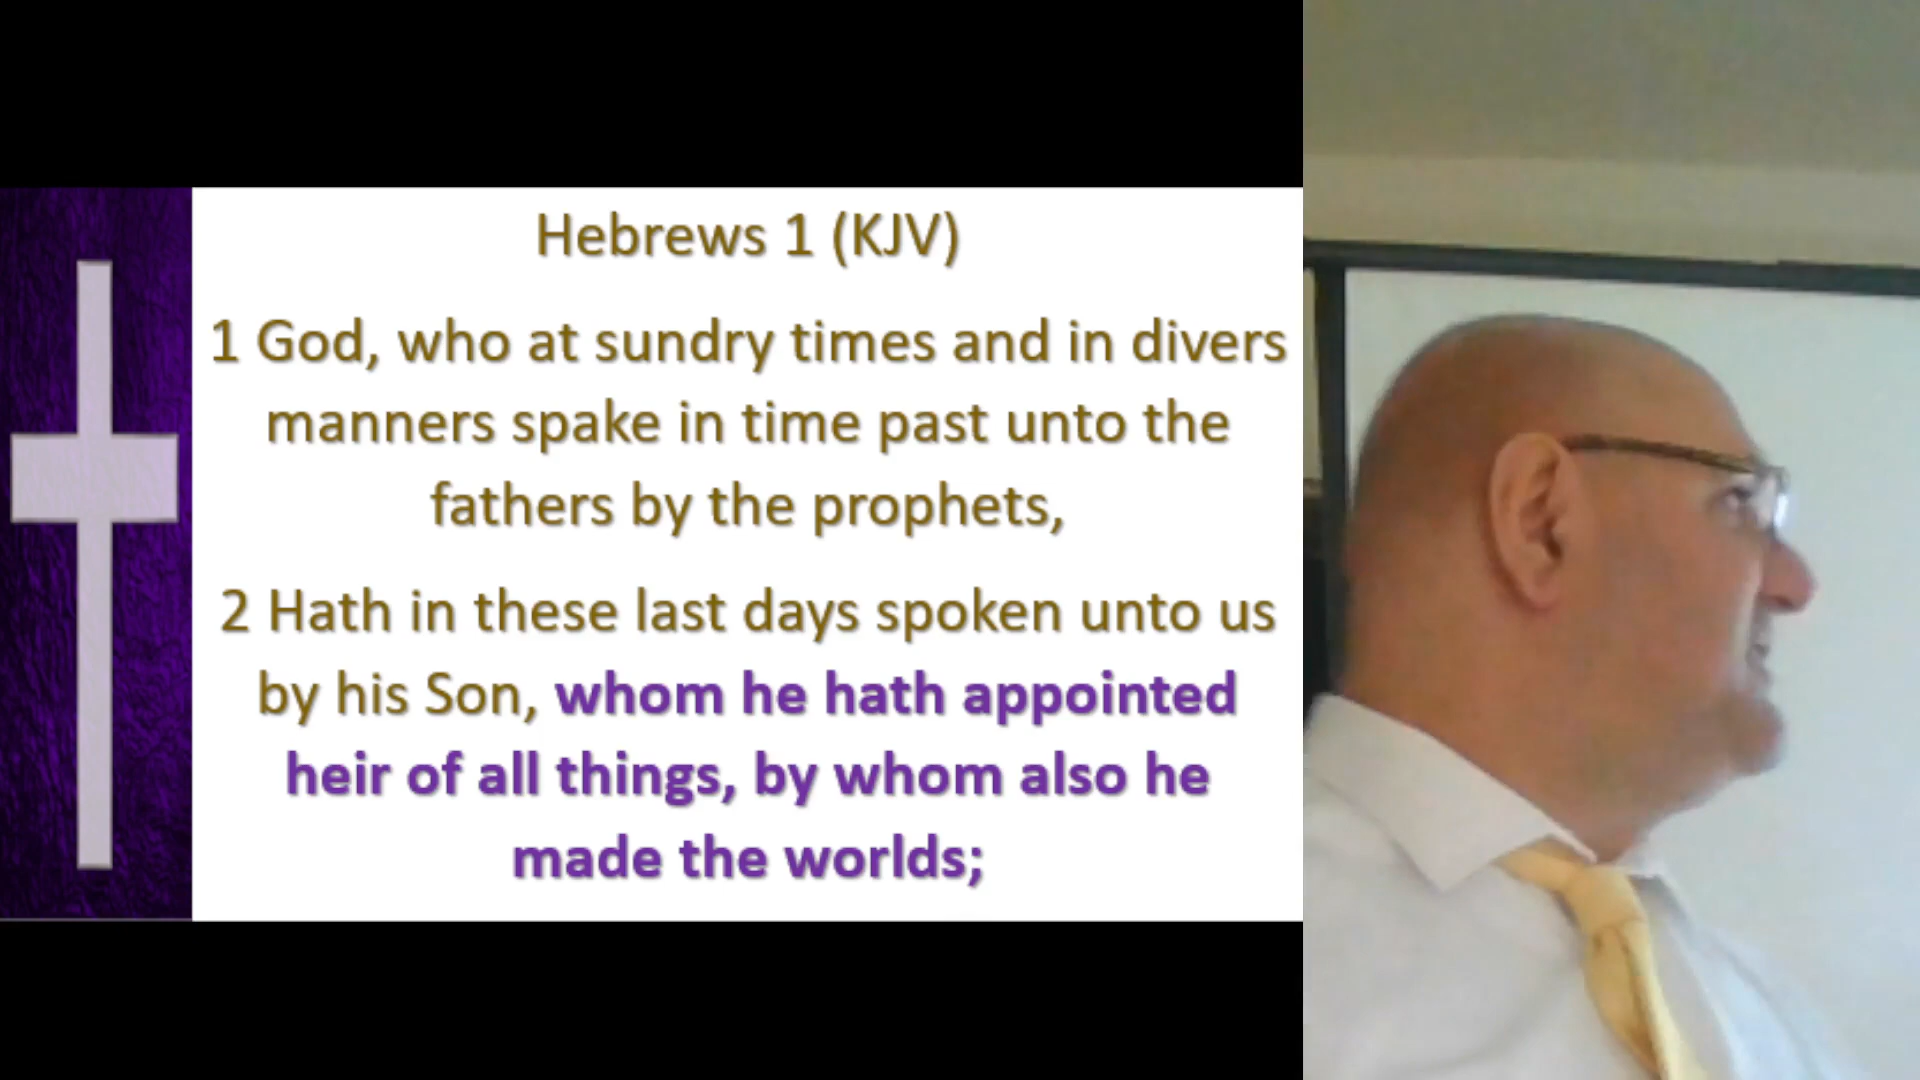 Hebrews 1 (KJV)
1 God, who at sundry times and in divers
manners spake in time past unto the
fathers by the prophets,
2 Hath in these last days spoken unto us
by his Son, whom he hath appointed
heir of all things, by whom also he
made the worlds;